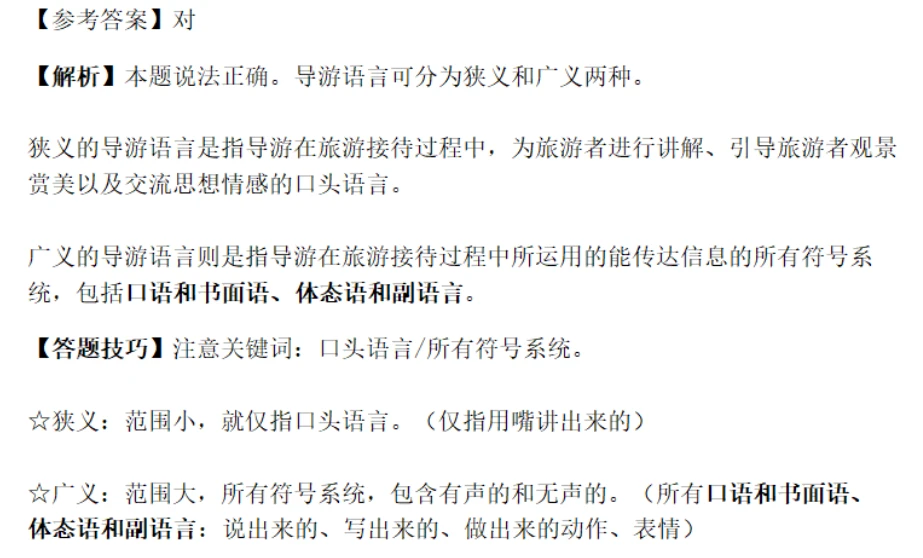 【参考答案】对
【解析】本题说法正确。导游语言可分为狭义和广义两种。
狭义的导游语言是指导游在旅游接待过程中，为旅游者进行讲解、引导旅游者观景
赏美以及交流思想情感的口头语言。
广义的导游语言则是指导游在旅游接待过程中所运用的能传达信息的所有符号系
统，包括口语和书面语、体态语和副语言。
【答题技巧】注意关键词：口头语言/所有符号系统。
☆狭义：范围小，就仅指口头语言。（仅指用嘴讲出来的）
☆广义：范围大，所有符号系统，包含有声的和无声的。（所有口语和书面语、
体态语和副语言：说出来的、写出来的、做出来的动作、表情）